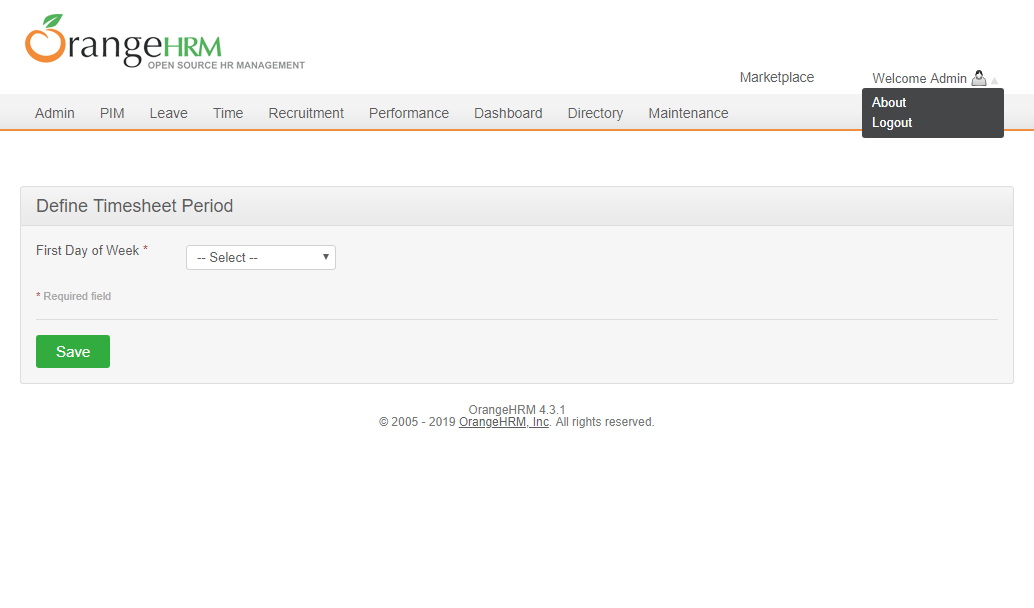 OrangeHRM
OPEN SOURCE HR MANAGEMENT
Marketplace
Welcome Admin
About
Logout
Admin PIM Leave Time Recruitment Performance Dashboard Directory Maintenance
Define Timesheet Period
First Day of Week *
-- Select --
* Required field
Save
OrangeHRM 4.3.1
© 2005 - 2019 OrangeHRM, Inc. All rights reserved.